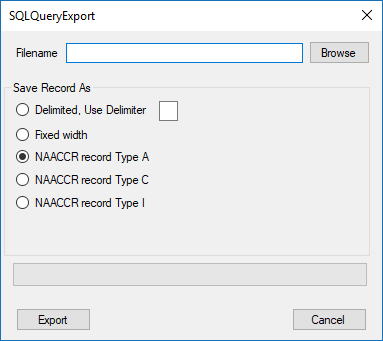 SQLQueryExport
Filename Browse
Save Record As
Delimited, Use Delimiter
Fixed width
NAACCR record Type A
NAACCR record Type C
NAACCR record Type I
Export Cancel